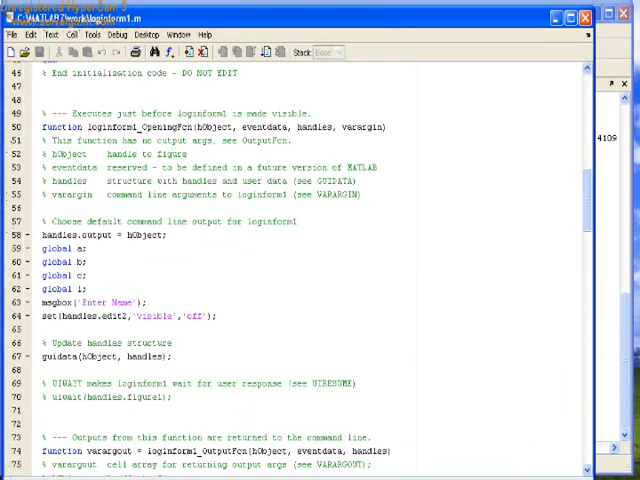 Unregistered HyperCam 3
C:\MATLAB7\work\loginform1.m
File Edit Text Cell Tools Debug Desktop Window Help
Stack: Base
46 % End initialization code - DO NOT EDIT
47
48
49 % --- Executes just before loginform1 is made visible.
50 function loginform1_OpeningFcn(hObject, eventdata, handles, varargin)
51 % This function has no output args, see OutputFcn.
52 % hObject handle to figure
53 % eventdata reserved - to be defined in a future version of MATLAB
54 % handles structure with handles and user data (see GUIDATA)
55 % varargin command line arguments to loginform1 (see VARARGIN)
56
57 % Choose default command line output for loginform1
58 - handles.output = hObject;
59 - global a;
60 - global b;
61 - global c;
62 - global l;
63 - msgbox('Enter Name');
64 - set(handles.edit2,'visible','off');
65
66 % Update handles structure
67 - guidata(hObject, handles);
68
69 % UIWAIT makes loginform1 wait for user response (see UIRESUME)
70 % uiwait(handles.figure1);
71
72
73 % --- Outputs from this function are returned to the command line.
74 function varargout = loginform1_OutputFcn(hObject, eventdata, handles)
75 % varargout cell array for returning output args (see VARARGOUT);
4109